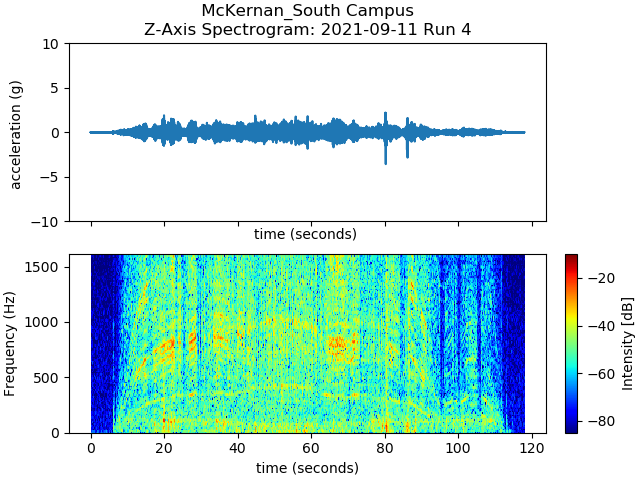 McKernan_South Campus
Z-Axis Spectrogram: 2021-09-11 Run 4
10
5
0
−5
−10
acceleration (g)
time (seconds)
1500
1000
500
0
Frequency (Hz)
0 20 40 60 80 100 120
time (seconds)
−20
−40
−60
−80
Intensity [dB]